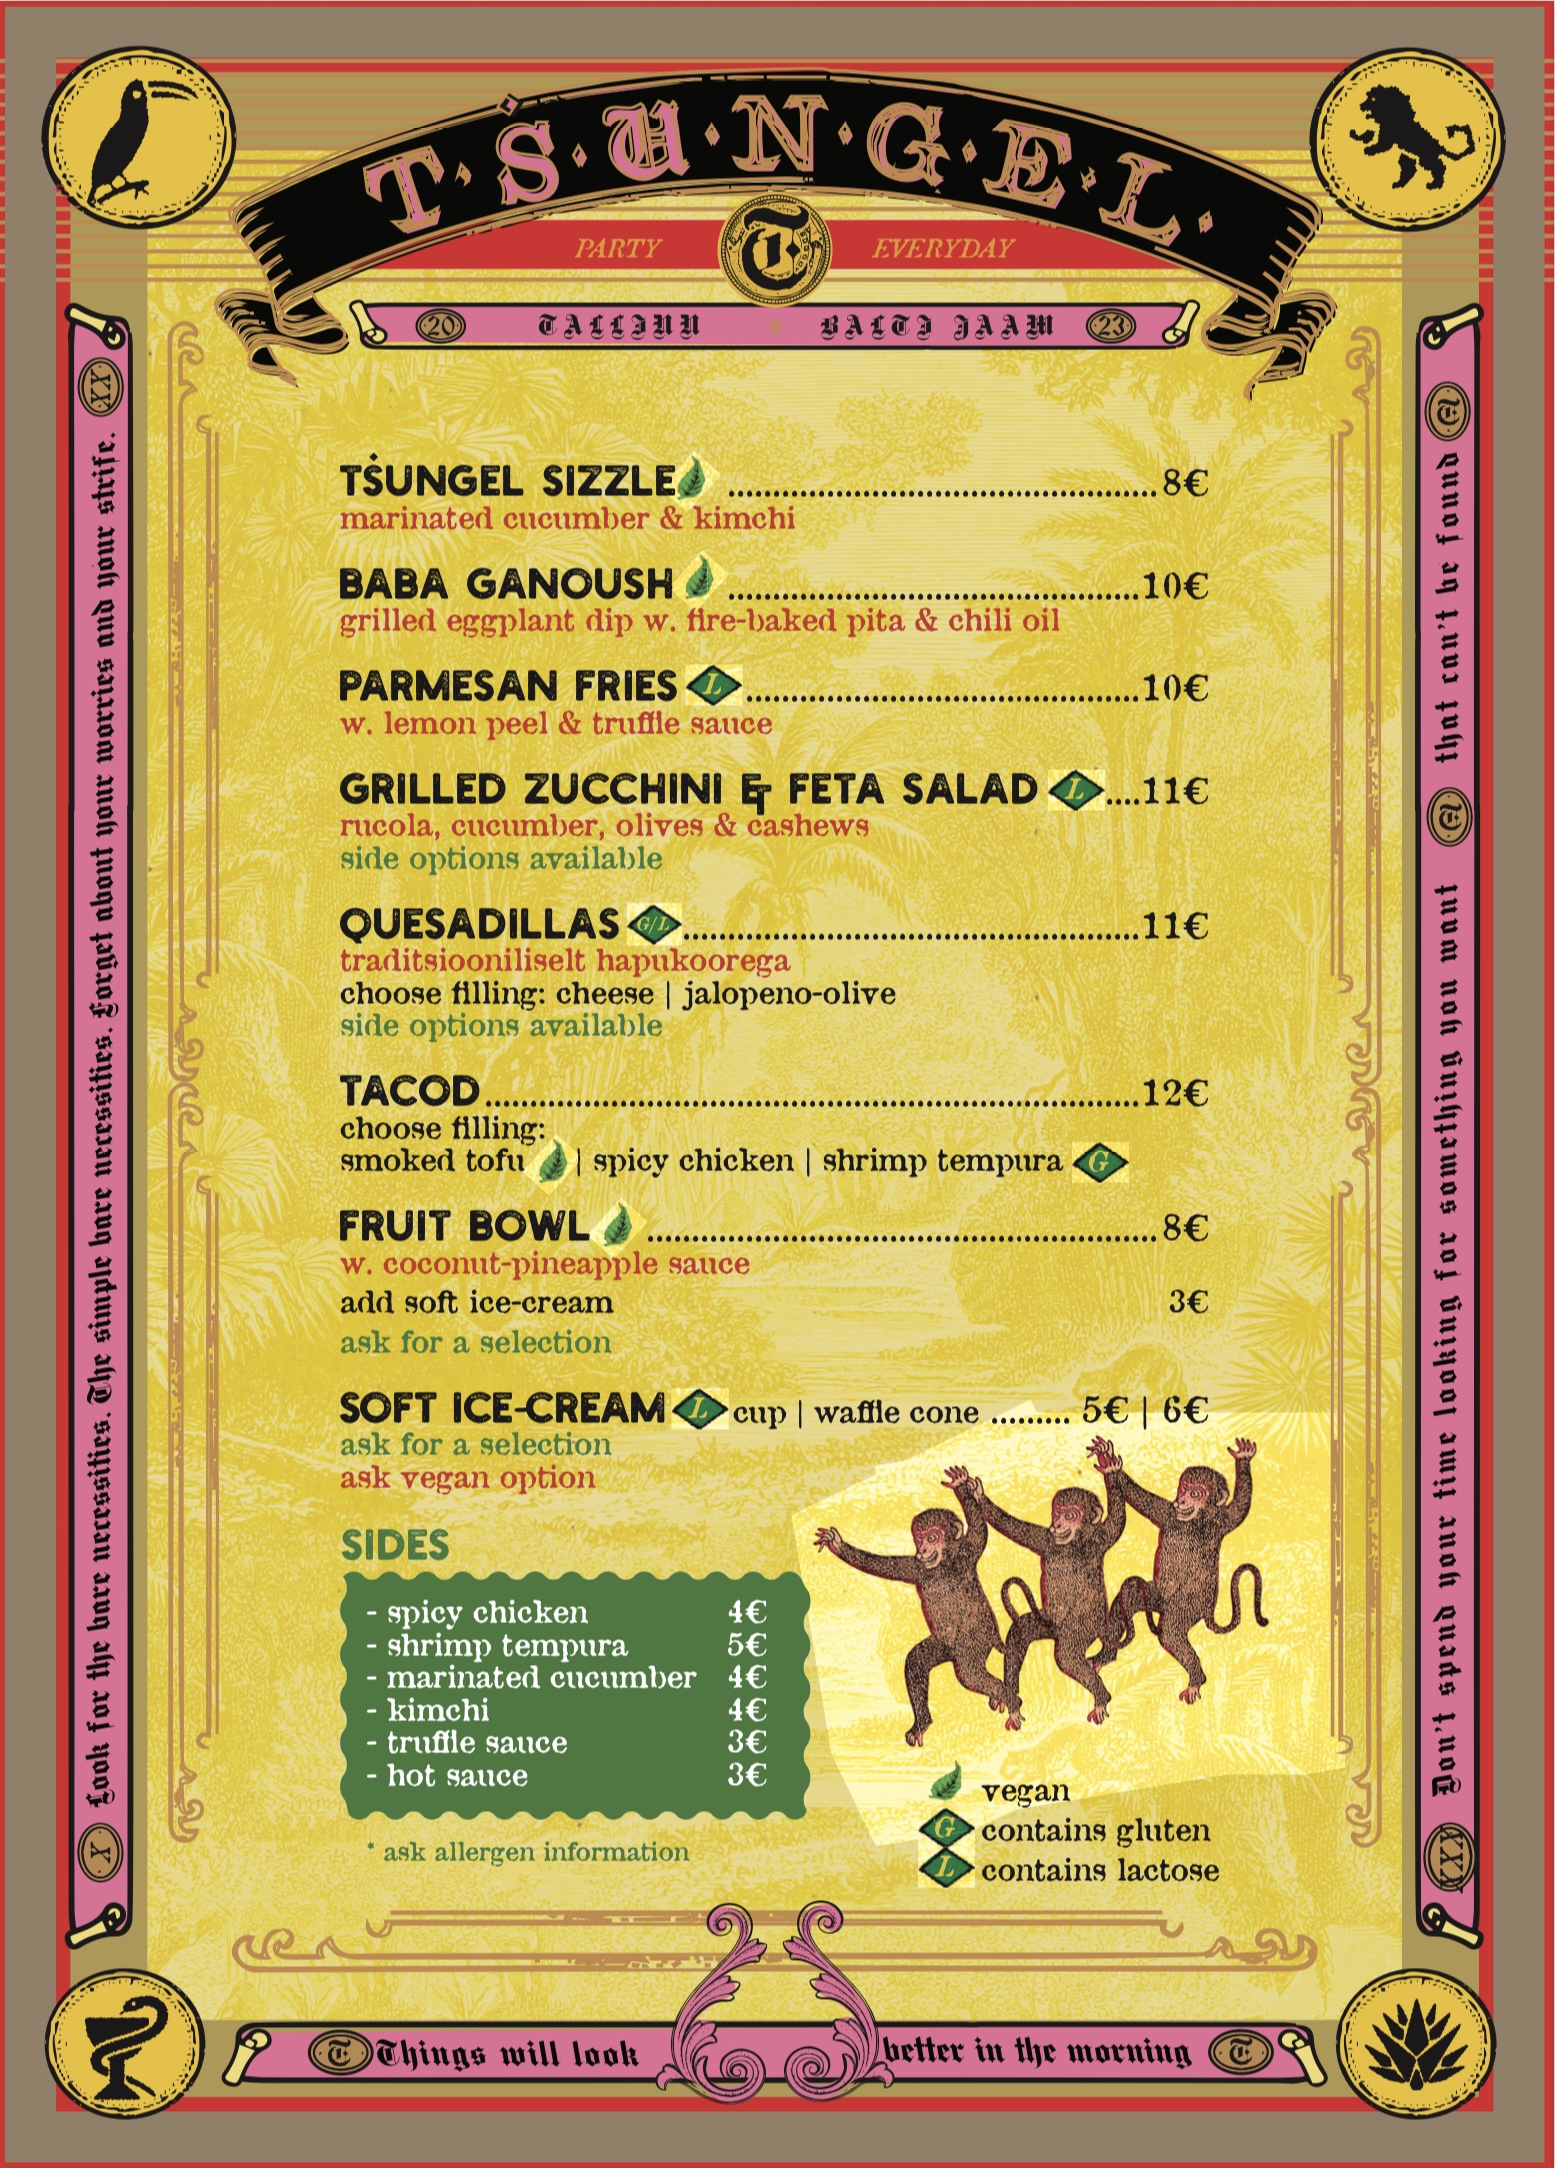 T·Ṡ·U·N·G·E·L·
PARTY
EVERYDAY
20 TALLINN BALTI JAAM 23
TṠUNGEL SIZZLE ........ 8€
marinated cucumber & kimchi
BABA GANOUSH ........ 10€
grilled eggplant dip w. fire-baked pita & chili oil
PARMESAN FRIES L ........ 10€
w. lemon peel & truffle sauce
GRILLED ZUCCHINI & FETA SALAD L .... 11€
rucola, cucumber, olives & cashews
side options available
QUESADILLAS G/L ........ 11€
traditsiooniliselt hapukoorega
choose filling: cheese | jalopeno-olive
side options available
TACOD ........ 12€
choose filling:
smoked tofu | spicy chicken | shrimp tempura G
FRUIT BOWL ........ 8€
w. coconut-pineapple sauce
add soft ice-cream 3€
ask for a selection
SOFT ICE-CREAM L cup | waffle cone ......... 5€ | 6€
ask for a selection
ask vegan option
SIDES
- spicy chicken 4€
- shrimp tempura 5€
- marinated cucumber 4€
- kimchi 4€
- truffle sauce 3€
- hot sauce 3€
* ask allergen information
vegan
G contains gluten
L contains lactose
X Look for the bare necessities. The simple bare necessities. Forget about your worries and your strife. XX
XXX Don't spend your time looking for something you want T that can't be found T
T Things will look better in the morning T